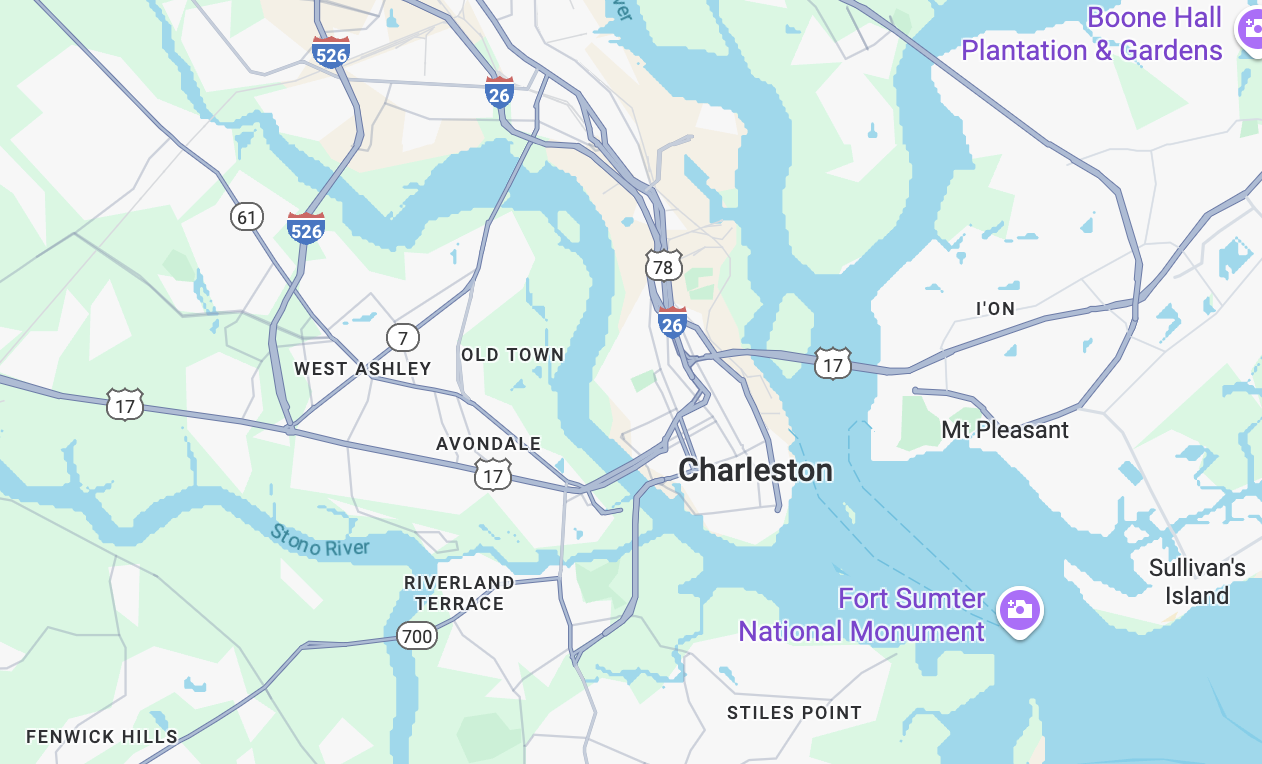 ver
Boone Hall
Plantation & Gardens
526
26
61
526
78
26
I'ON
7
OLD TOWN
WEST ASHLEY
17
17
Mt Pleasant
AVONDALE
17
Charleston
Stono River
Sullivan's
Island
RIVERLAND
TERRACE
Fort Sumter
National Monument
700
STILES POINT
FENWICK HILLS